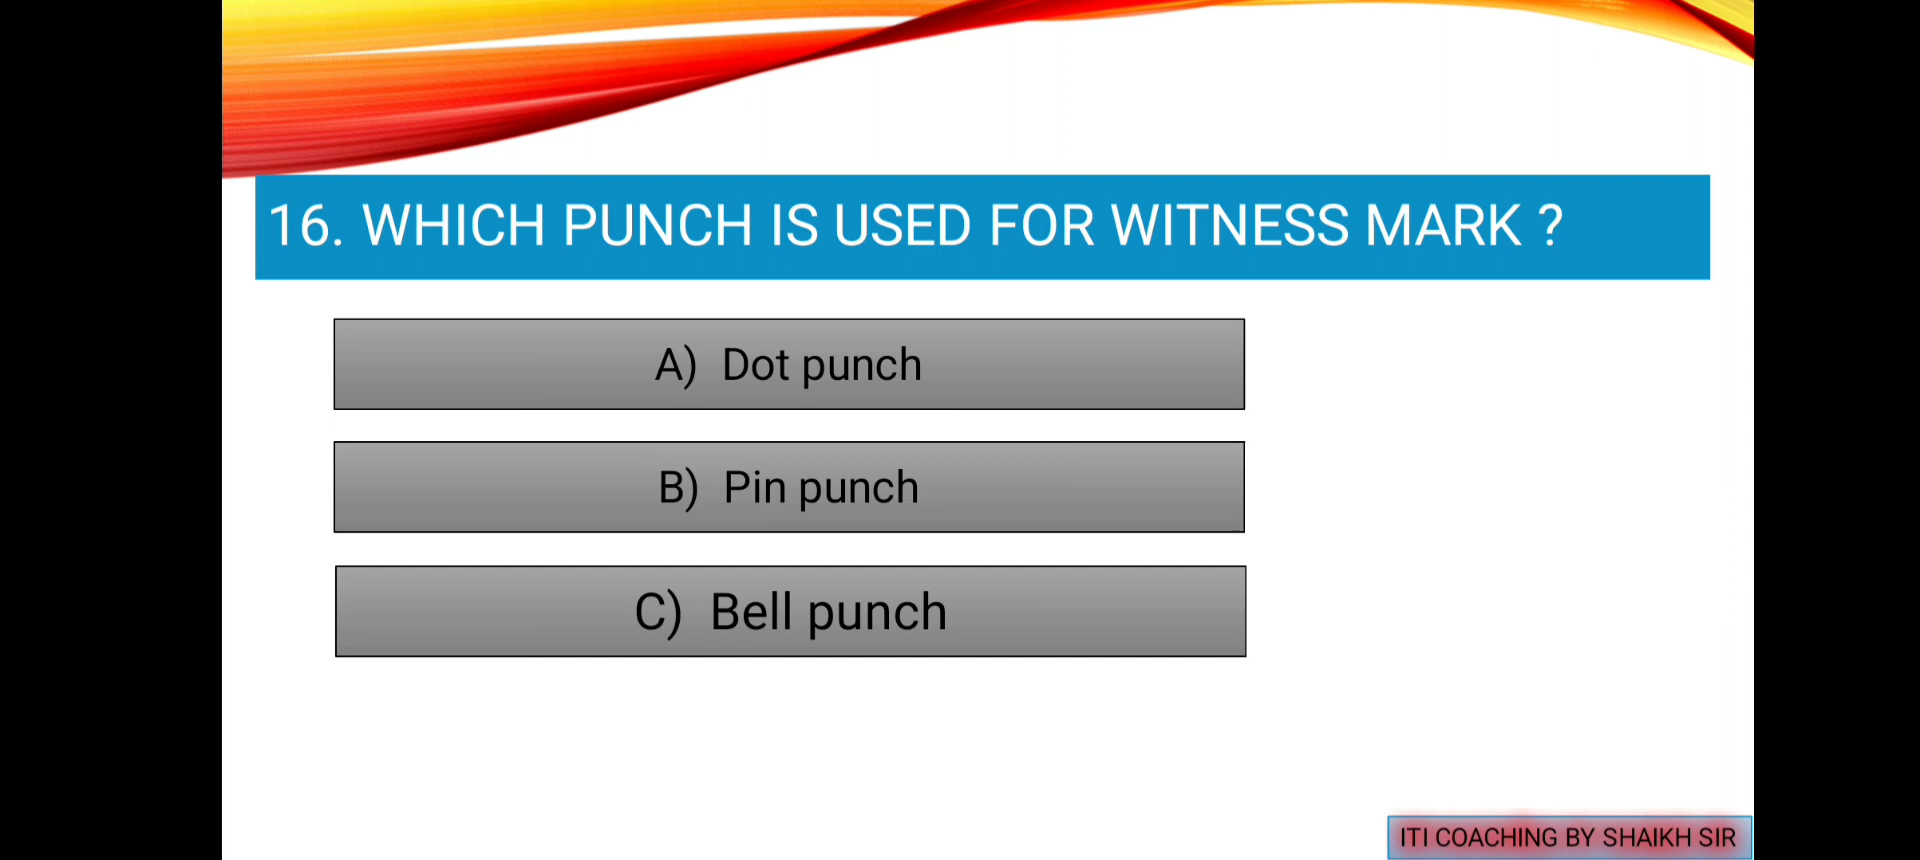 16. WHICH PUNCH IS USED FOR WITNESS MARK ?
A) Dot punch
B) Pin punch
C) Bell punch
ITI COACHING BY SHAIKH SIR